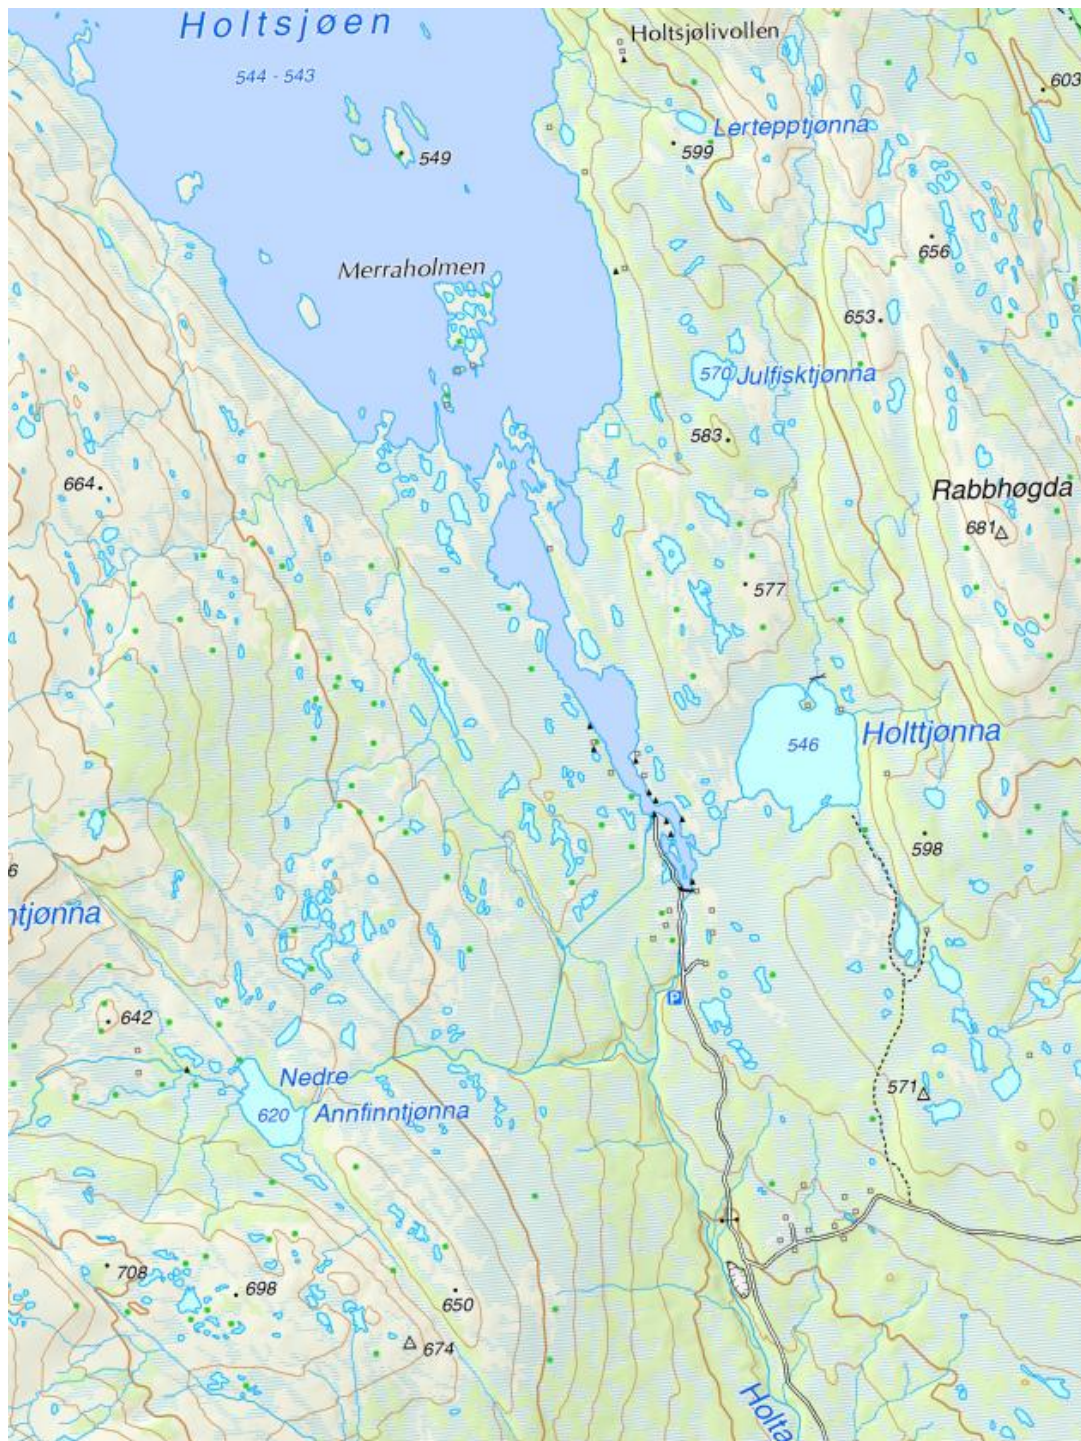 Holtsjøen
Holtsjølivollen
544 - 543
603
Lertepptjønna
599
549
656
Merraholmen
653
570 Julfisktjønna
583
664
Rabbhøgda
681
577
546
Holttjønna
598
6
ntjønna
642
P
Nedre
571
620
Annfinntjønna
708
698
650
674
Holta